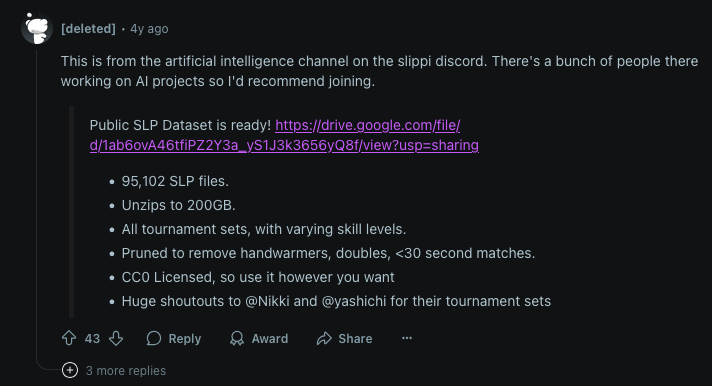 [deleted] • 4y ago
This is from the artificial intelligence channel on the slippi discord. There's a bunch of people there
working on AI projects so I'd recommend joining.
Public SLP Dataset is ready! https://drive.google.com/file/
d/1ab6ovA46tfiPZ2Y3a_yS1J3k3656yQ8f/view?usp=sharing
• 95,102 SLP files.
• Unzips to 200GB.
• All tournament sets, with varying skill levels.
• Pruned to remove handwarmers, doubles, <30 second matches.
• CC0 Licensed, so use it however you want
• Huge shoutouts to @Nikki and @yashichi for their tournament sets
43 Reply Award Share ...
3 more replies